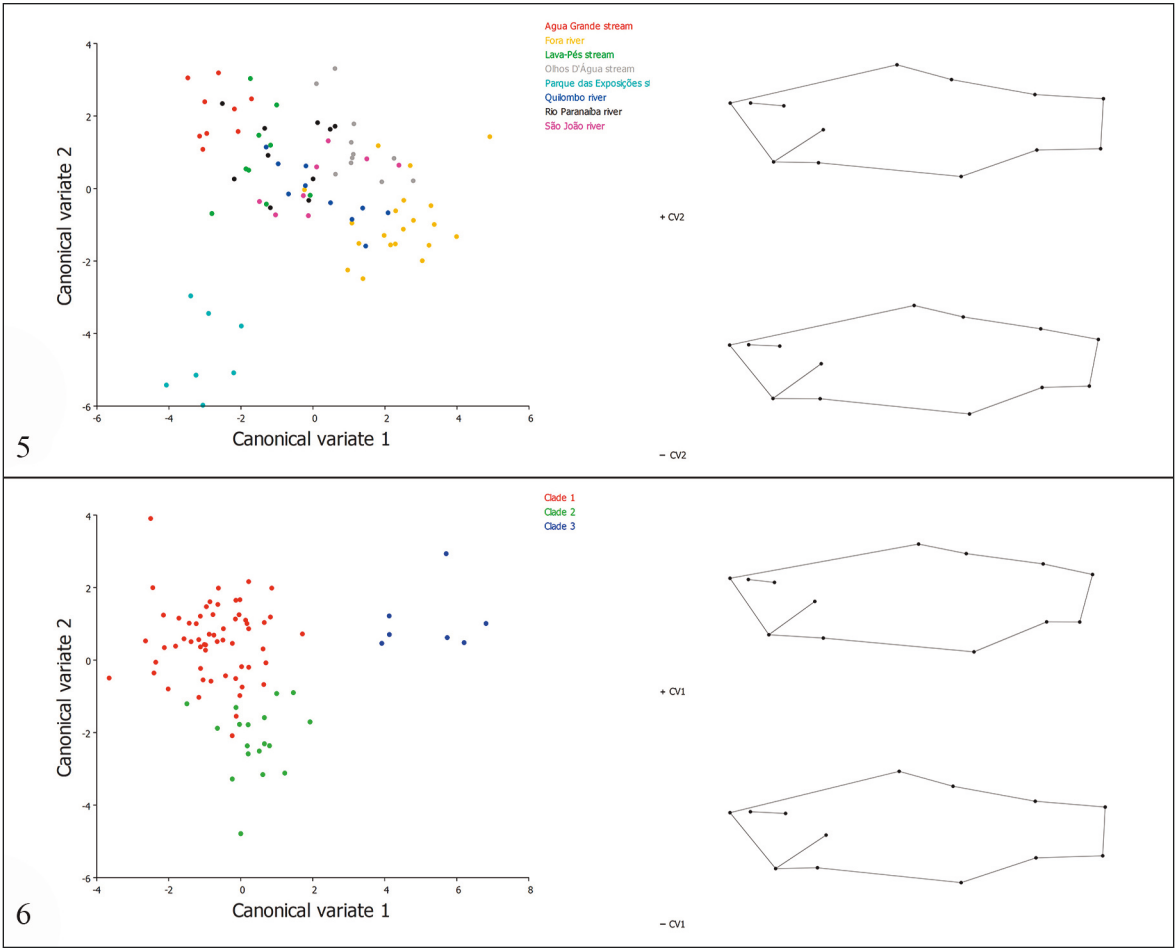 4
2
0
-2
-4
-6
-6
-4
-2
0
2
4
6
Canonical variate 2
Canonical variate 1
5
Agua Grande stream
Fora river
Lava-Pés stream
Olhos D'Água stream
Parque das Exposições st
Quilombo river
Rio Paranaíba river
São João river
+ CV2
− CV2
4
2
0
-2
-4
-6
-4
-2
0
2
4
6
8
Canonical variate 2
Canonical variate 1
6
Clade 1
Clade 2
Clade 3
+ CV1
− CV1